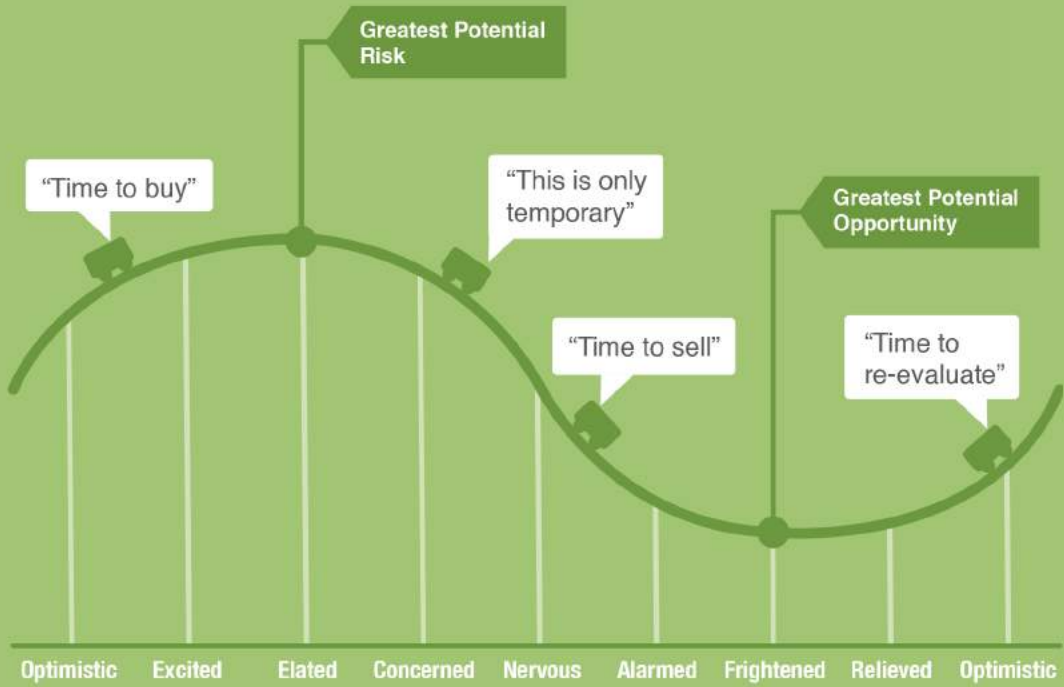 Greatest Potential
Risk
“Time to buy”
“This is only
temporary”
Greatest Potential
Opportunity
“Time to sell”
“Time to
re-evaluate”
Optimistic
Excited
Elated
Concerned
Nervous
Alarmed
Frightened
Relieved
Optimistic